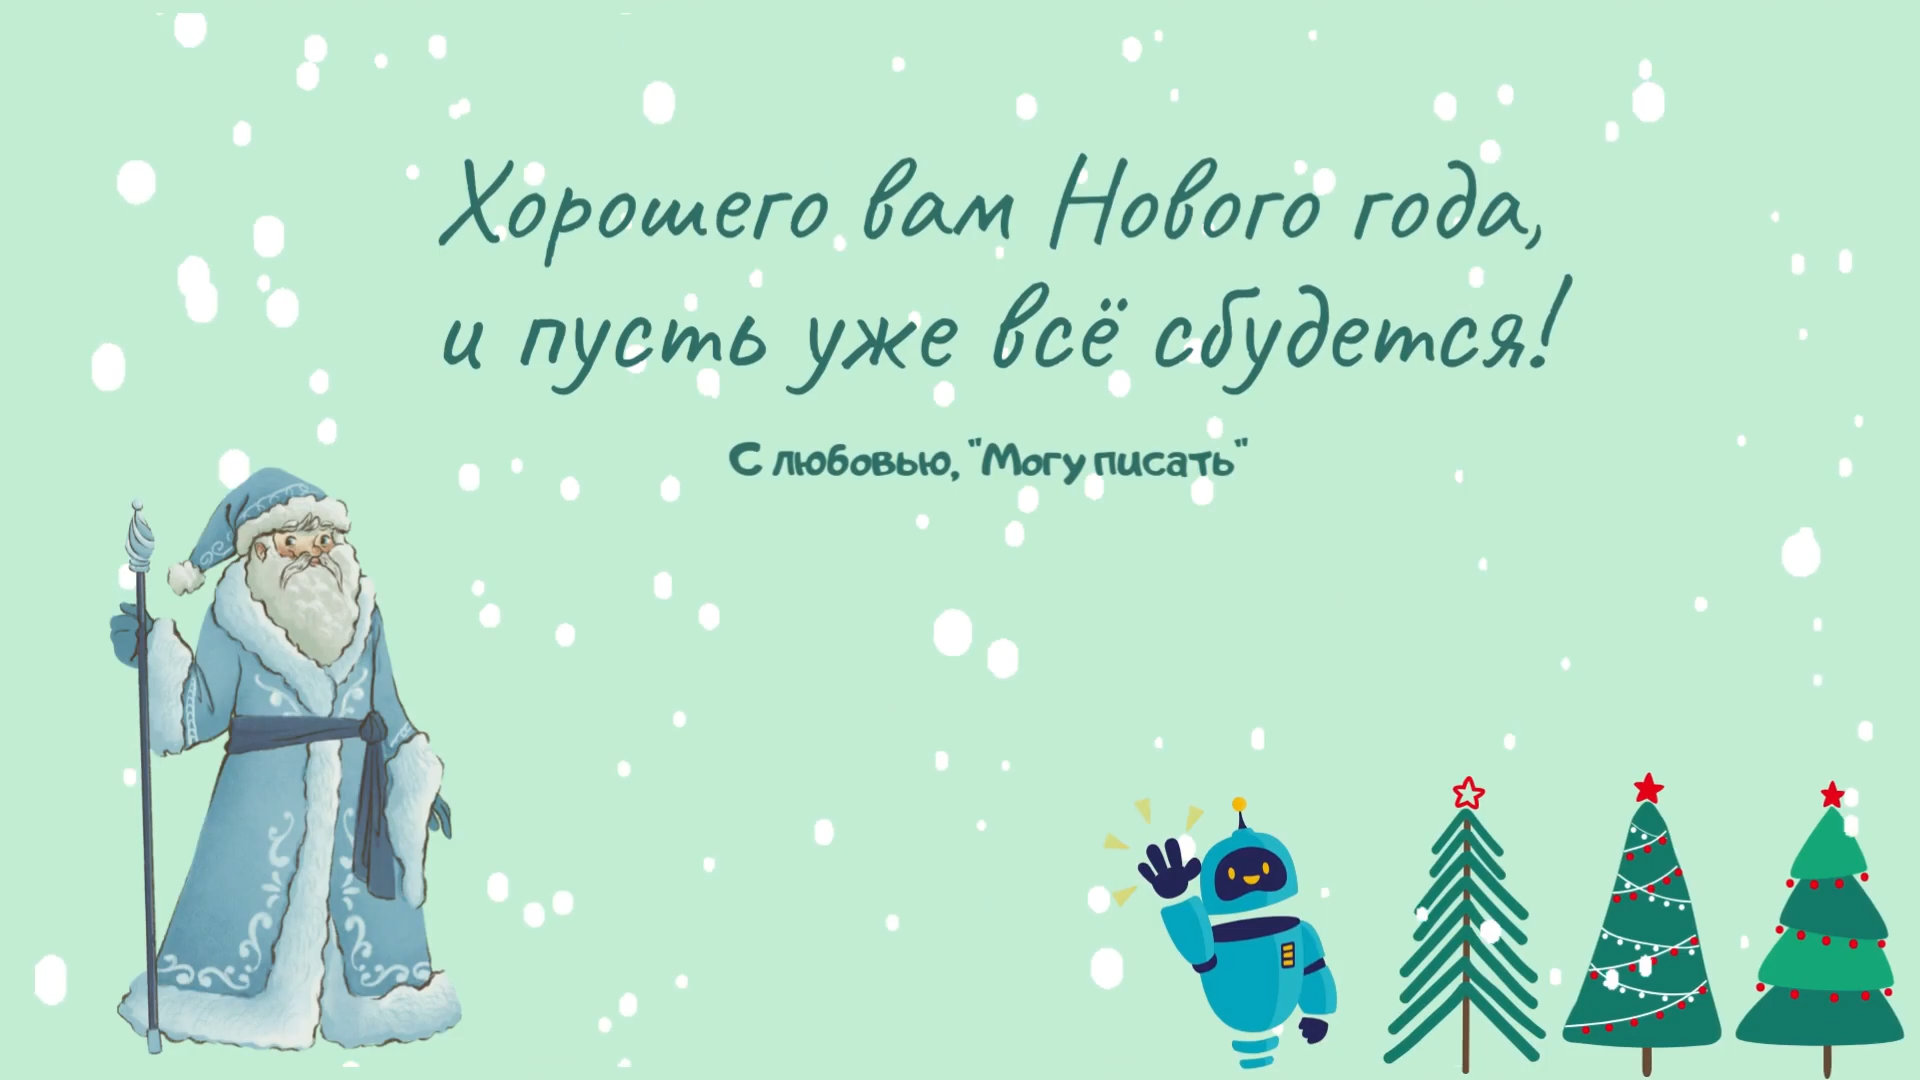 Хорошего вам Нового года,
и пусть уже всё сбудется!
С любовью, "Могу писать"